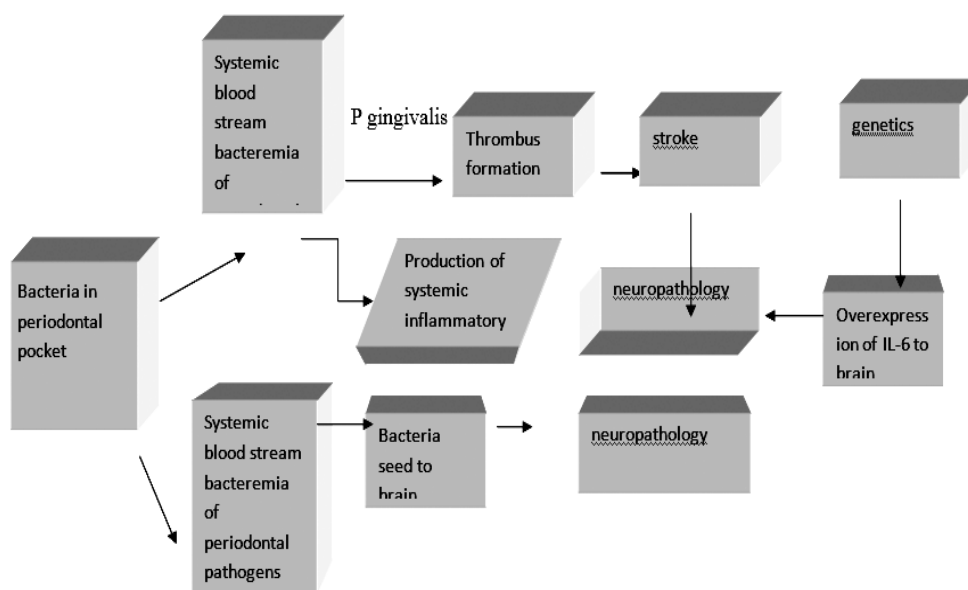 Systemic
blood
stream
bacteremia
of
P gingivalis
Thrombus
formation
stroke
genetics
Bacteria in
periodontal
pocket
Production of
systemic
inflammatory
neuropathology
Overexpress
ion of IL-6 to
brain
Systemic
blood stream
bacteremia
of
periodontal
pathogens
Bacteria
seed to
brain
neuropathology